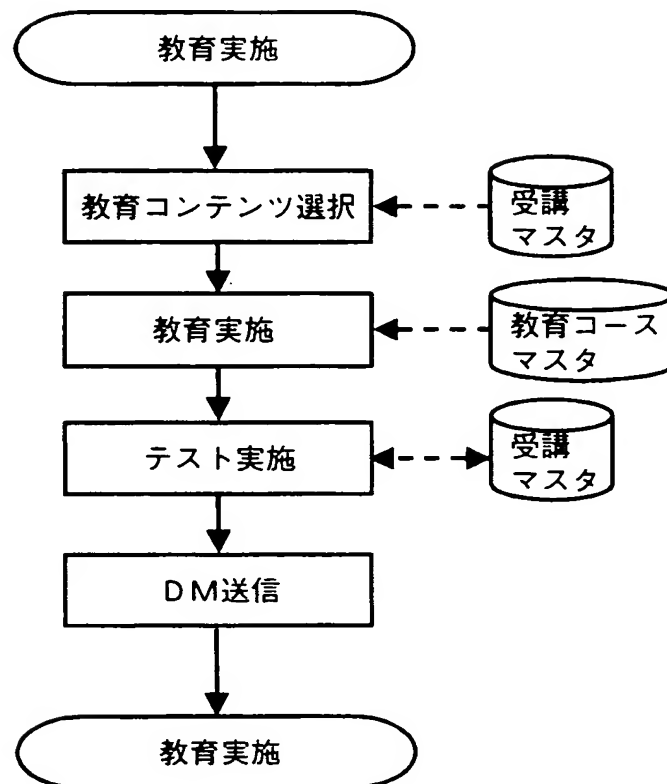 教育実施
教育コンテンツ選択
受講
マスタ
教育実施
教育コース
マスタ
テスト実施
受講
マスタ
ＤＭ送信
教育実施